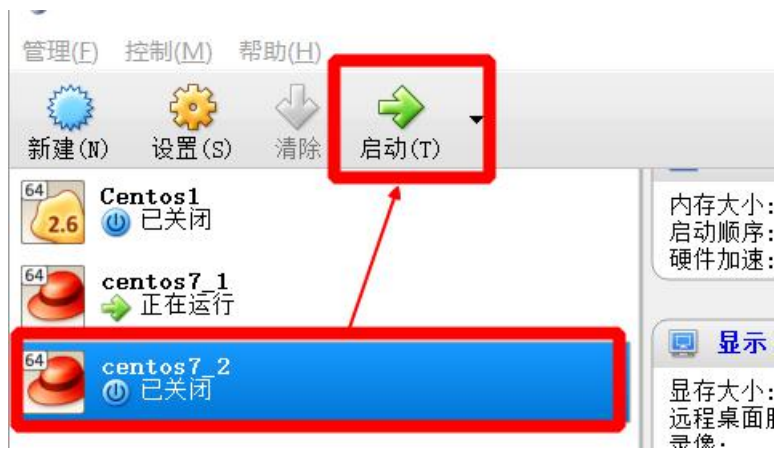 管理(F) 控制(M) 帮助(H)
新建(N) 设置(S) 清除 启动(T)
64 Centos1
2.6 已关闭
64 centos7_1
正在运行
64 centos7_2
已关闭
内存大小:
启动顺序:
硬件加速:
显示
显存大小:
远程桌面
录像: